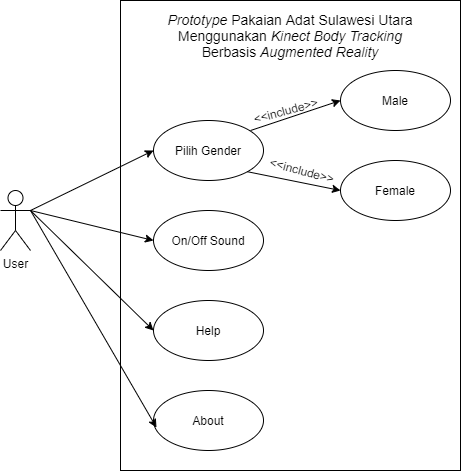 Prototype Pakaian Adat Sulawesi Utara
Menggunakan Kinect Body Tracking
Berbasis Augmented Reality
<<include>>
Male
Pilih Gender
<<include>>
Female
User
On/Off Sound
Help
About